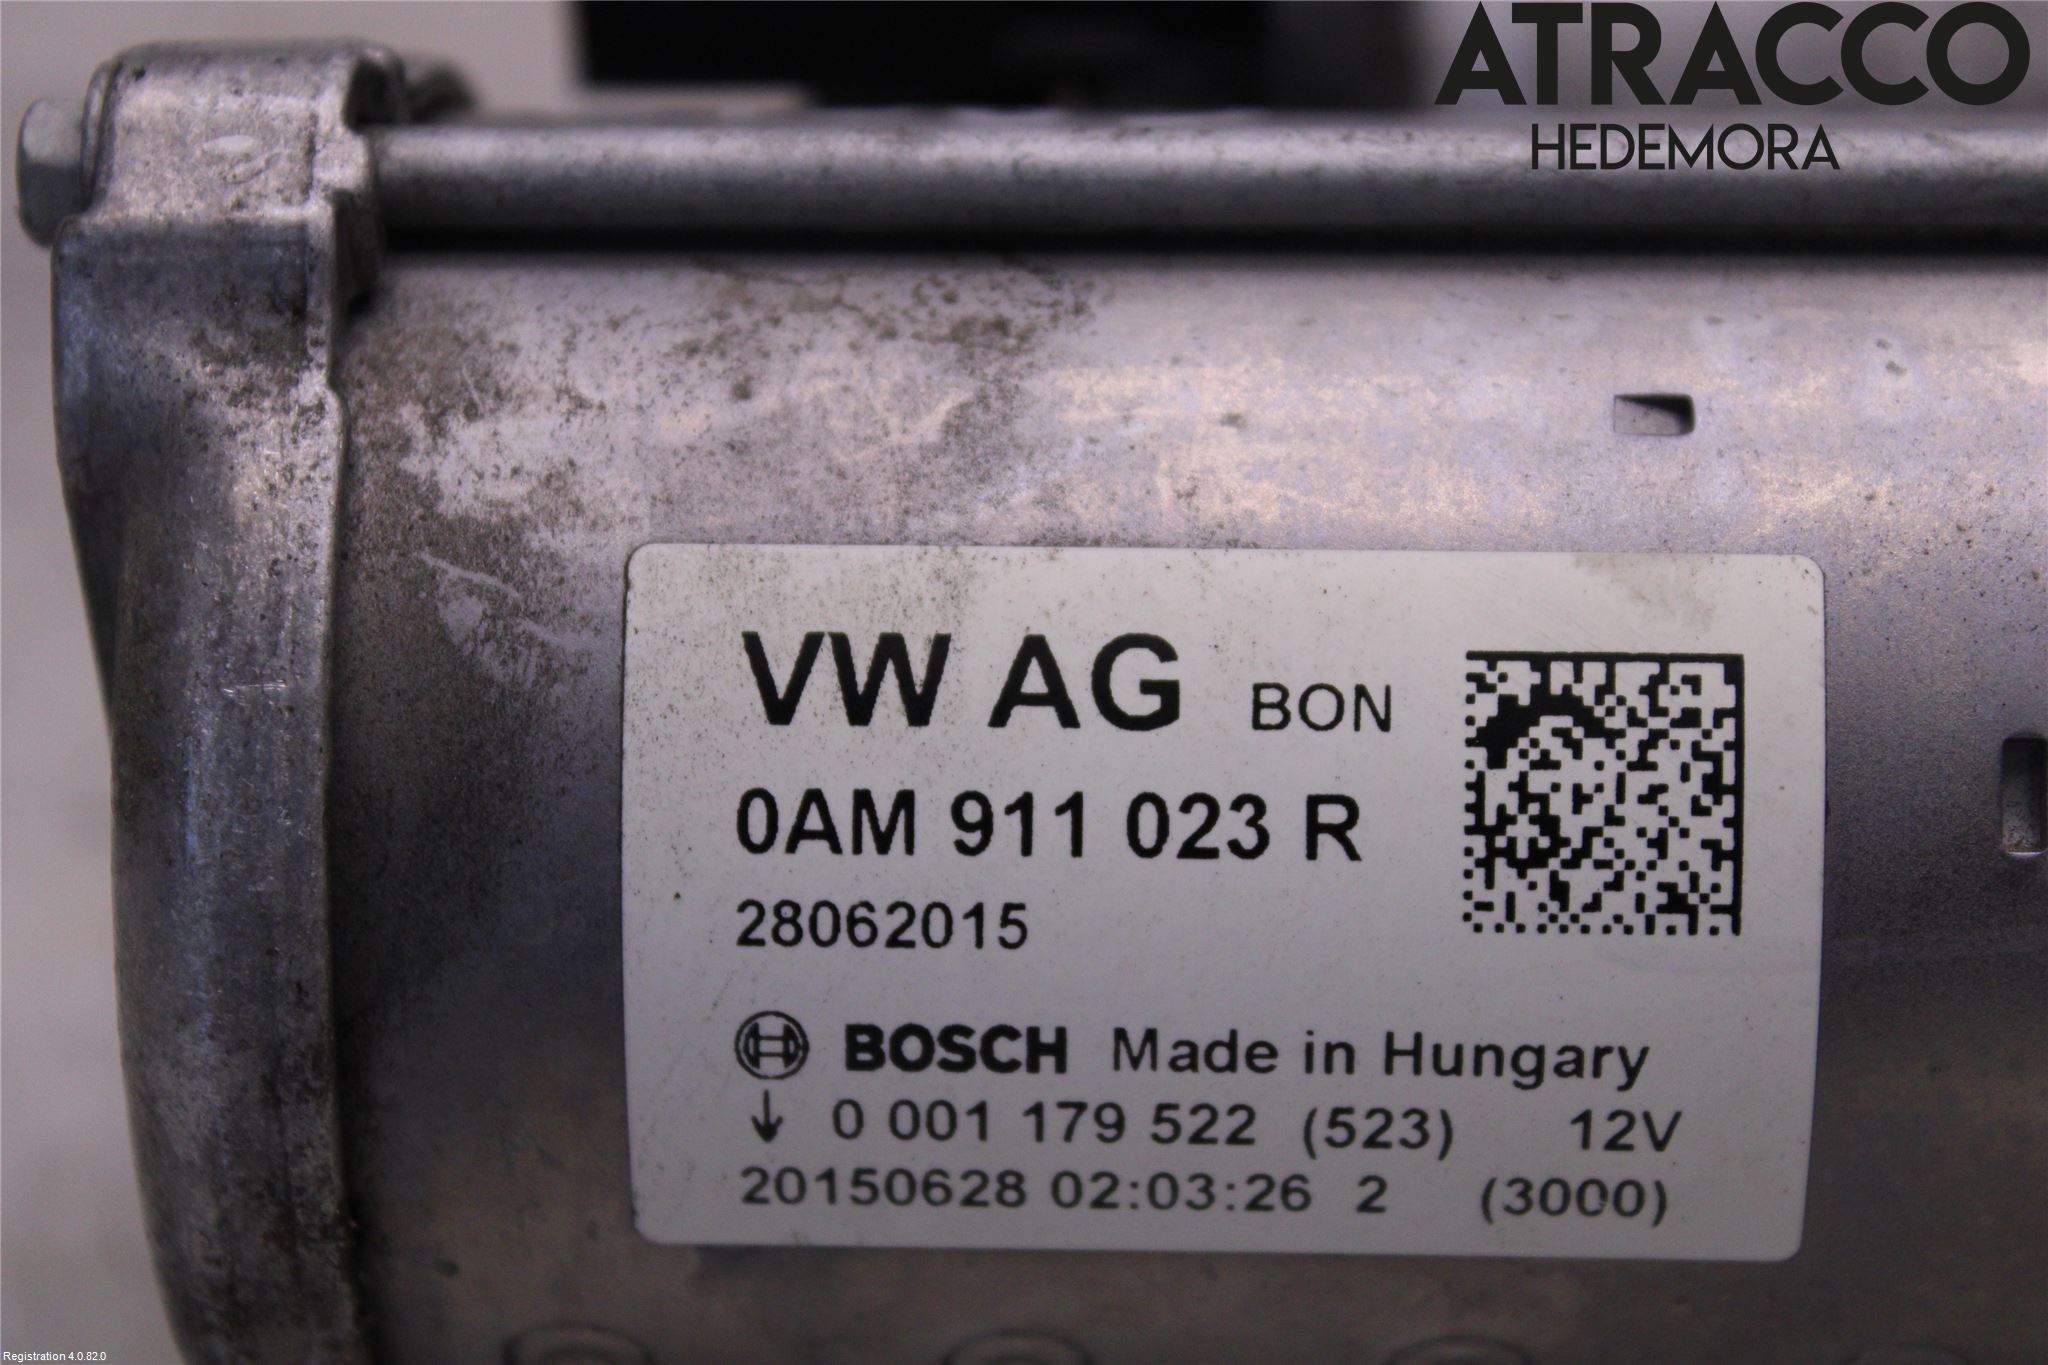 ATRACCO
HEDEMORA
VW AG BON
0AM 911 023 R
28062015
BOSCH Made in Hungary
↓ 0 001 179 522 (523) 12V
20150628 02:03:26 2 (3000)
Registration 4.0.82.0